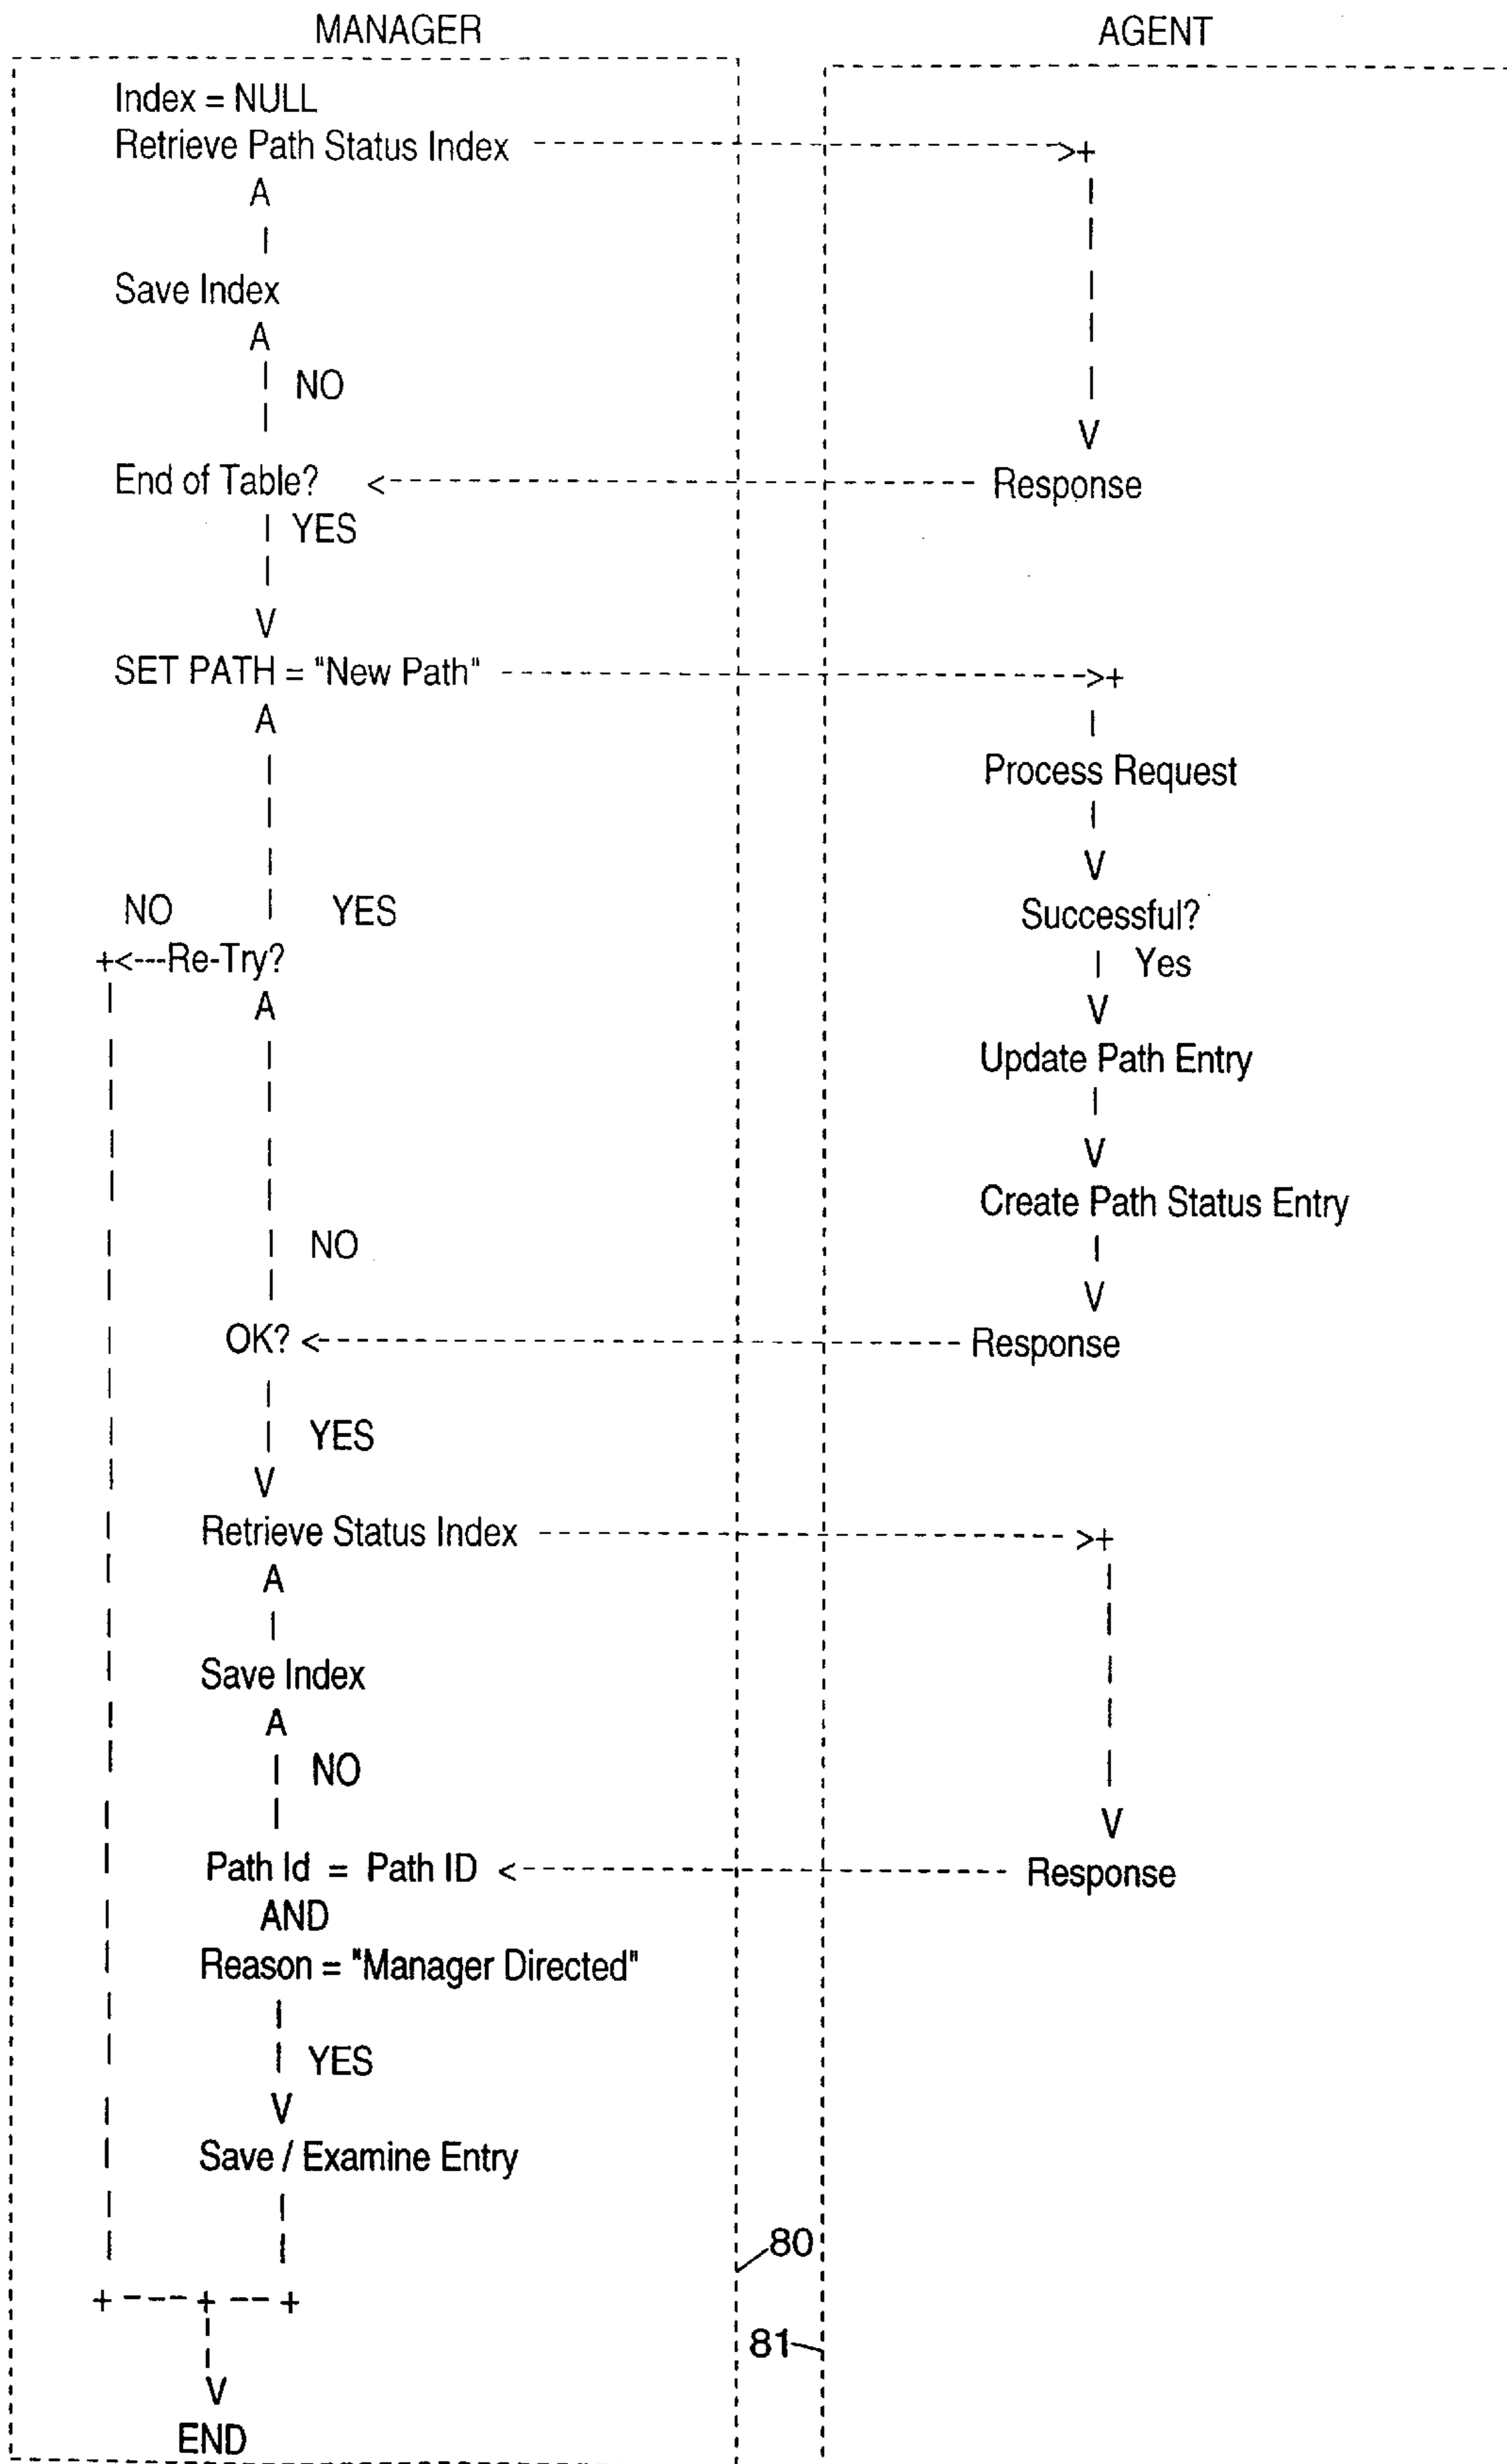 MANAGER AGENT
Index = NULL
Retrieve Path Status Index ---------->+
A
Save Index
A
NO
End of Table? <---------- Response
V
YES
V
SET PATH = "New Path" ---------->+
A
Process Request
V
NO YES Successful?
+<---Re-Try? Yes
A V
Update Path Entry
V
Create Path Status Entry
NO
V
OK? <---------- Response
YES
V
Retrieve Status Index ---------->+
A
Save Index
A
NO
V
Path Id = Path ID <---------- Response
AND
Reason = "Manager Directed"
YES
V
Save / Examine Entry
80
+ --- + -- +
81
V
END